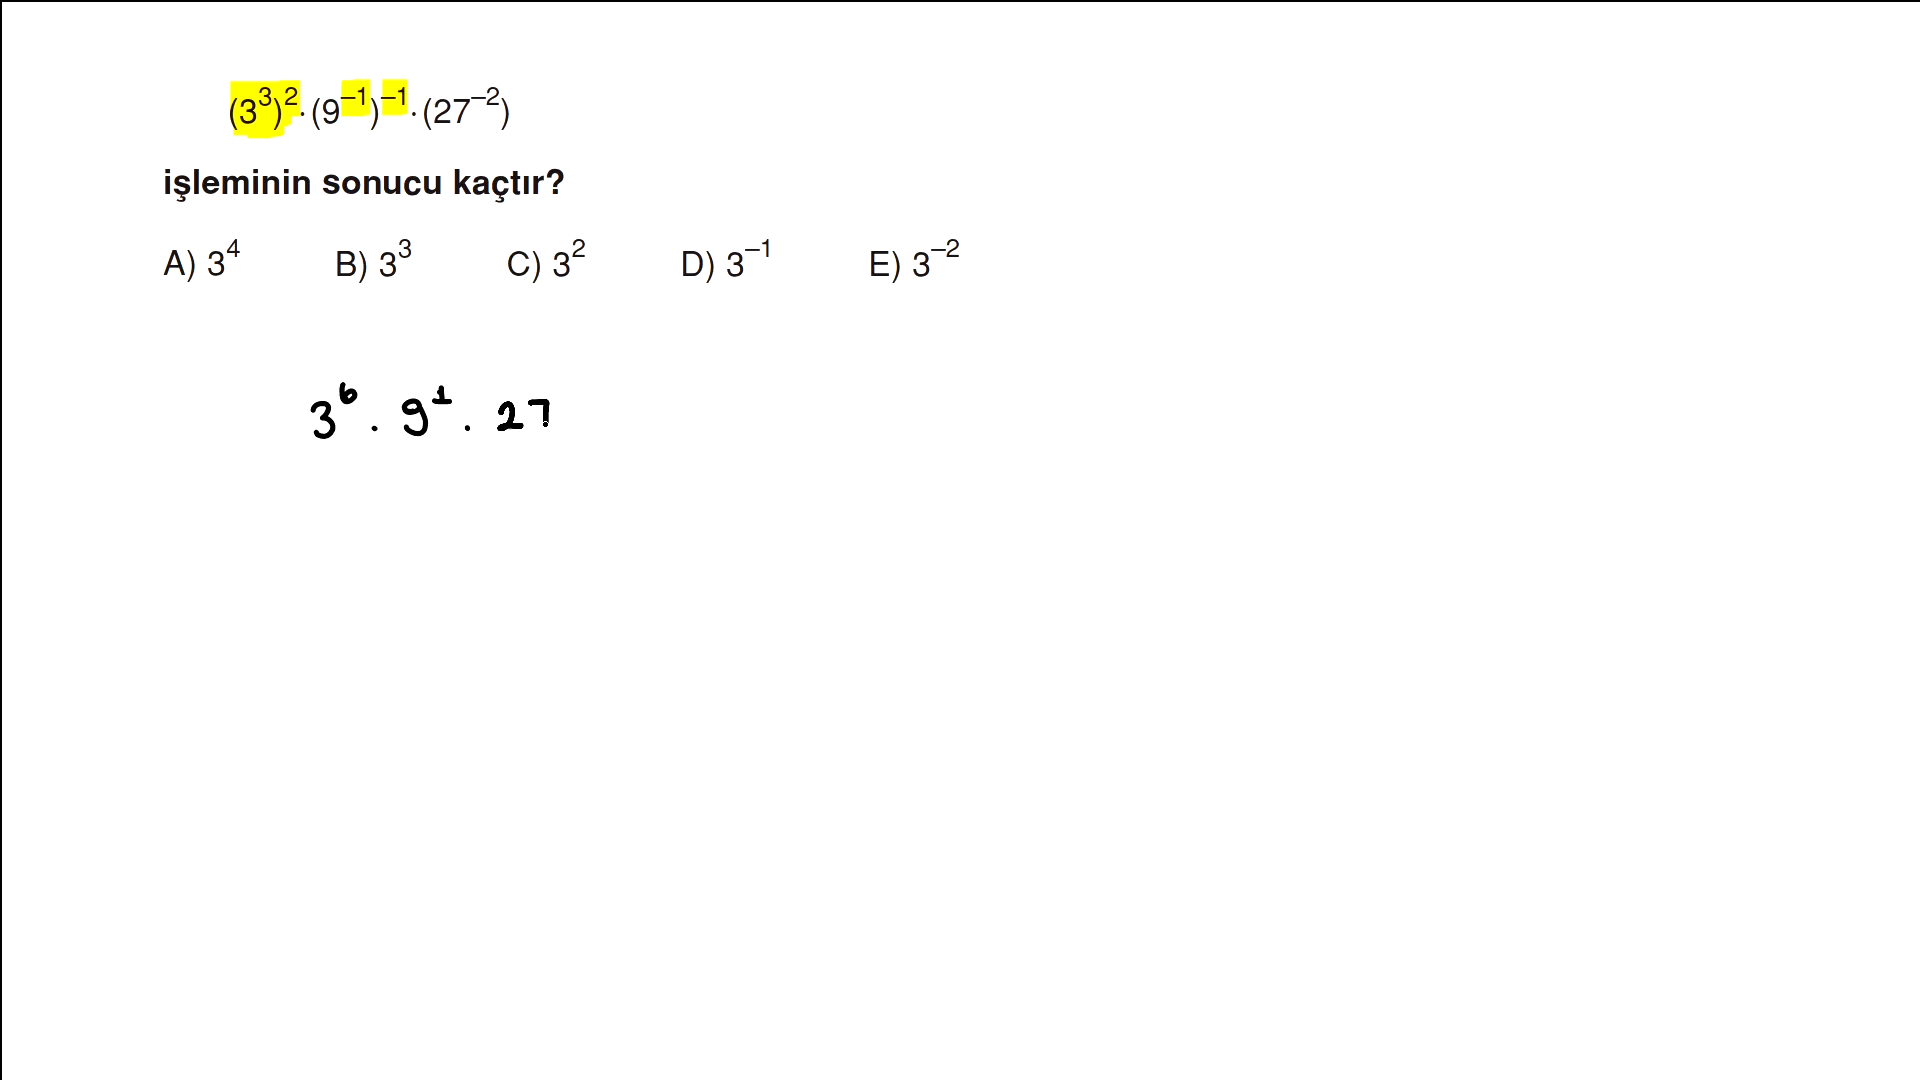 (3³)²·(9⁻¹)⁻¹·(27⁻²)
işleminin sonucu kaçtır?
A) 3⁴ B) 3³ C) 3² D) 3⁻¹ E) 3⁻²
3⁶ . 9¹ . 27